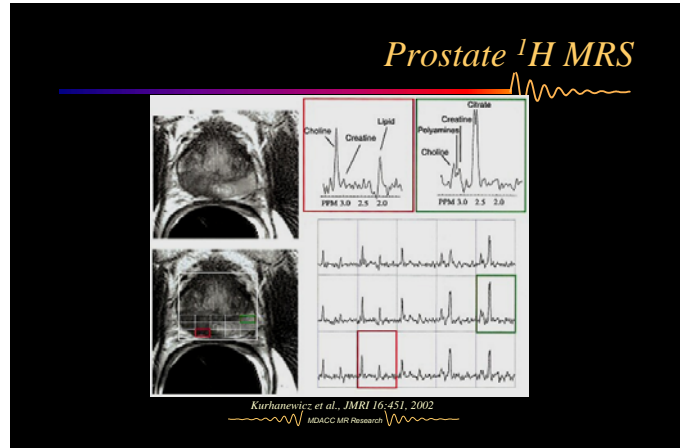 Prostate ¹H MRS
Choline
Creatine
Lipid
PPM 3.0 2.5 2.0
Citrate
Creatine
Polyamines
Choline
PPM 3.0 2.5 2.0
Kurhanewicz et al., JMRI 16:451, 2002
MDACC MR Research